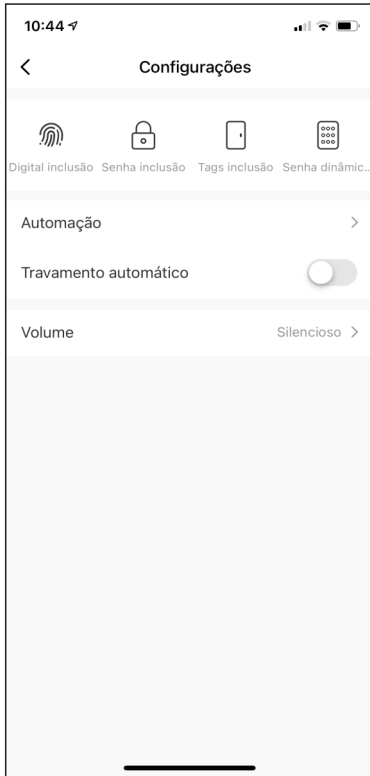 10:44
Configurações
Digital inclusão Senha inclusão Tags inclusão Senha dinâmic...
Automação
Travamento automático
Volume Silencioso